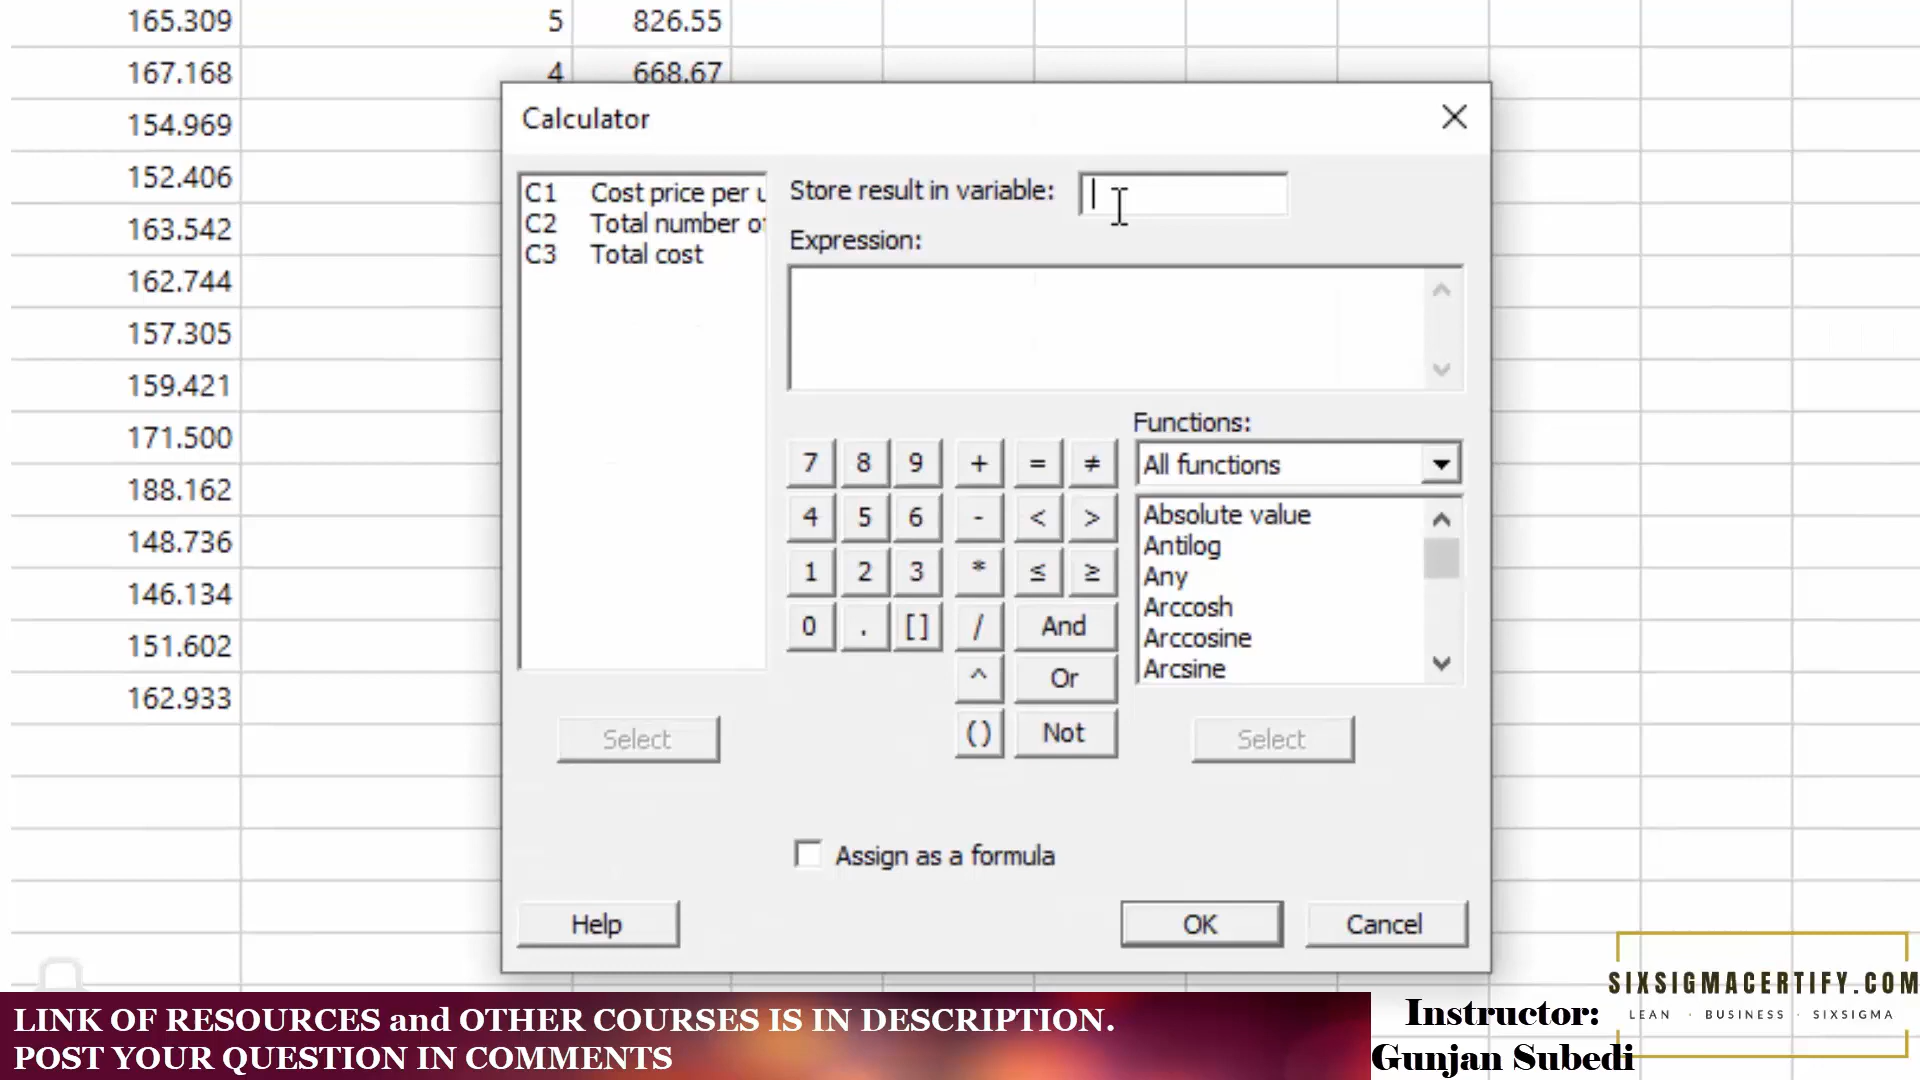 165.309 5 826.55
167.168 4 668.67
154.969
152.406
163.542
162.744
157.305
159.421
171.500
188.162
148.736
146.134
151.602
162.933
Calculator
C1 Cost price per u
C2 Total number of
C3 Total cost
Select
Store result in variable:
Expression:
7 8 9 + = ≠
4 5 6 - < >
1 2 3 * ≤ ≥
0 . [] / And
^ Or
() Not
Functions:
All functions
Absolute value
Antilog
Any
Arccosh
Arccosine
Arcsine
Select
Assign as a formula
Help
OK
Cancel
LINK OF RESOURCES and OTHER COURSES IS IN DESCRIPTION.
POST YOUR QUESTION IN COMMENTS
Instructor:
Gunjan Subedi
SIXSIGMACERTIFY.COM
LEAN · BUSINESS · SIXSIGMA